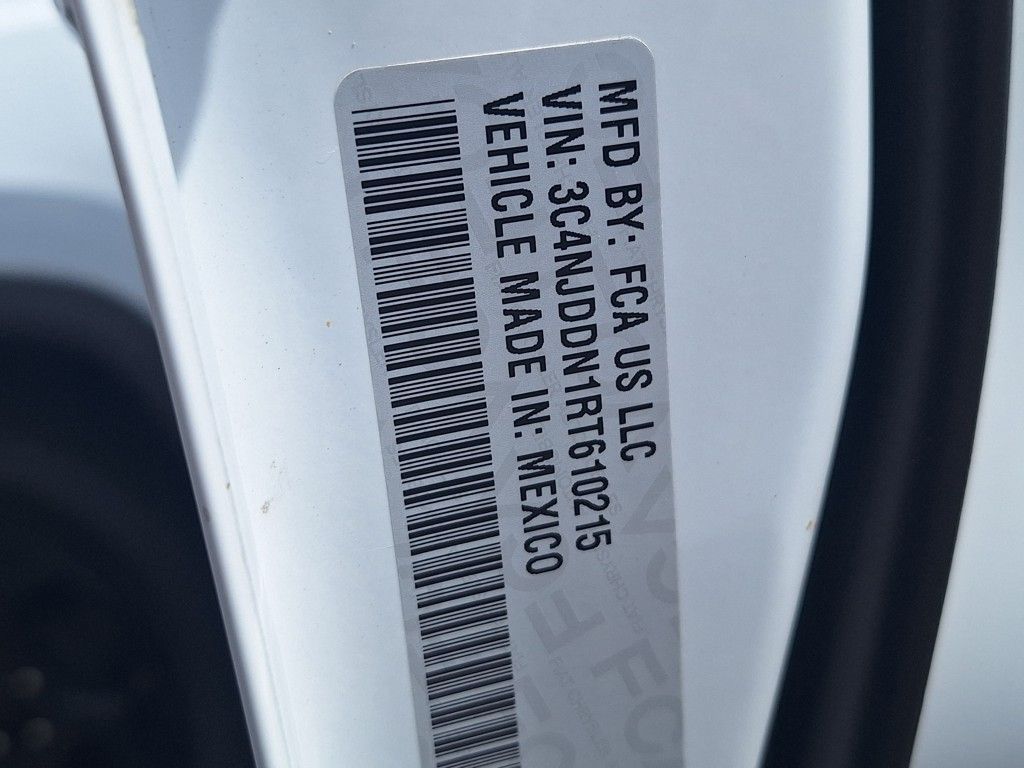 MFD BY: FCA US LLC
VIN: 3C4NJDDN1RT610215
VEHICLE MADE IN: MEXICO